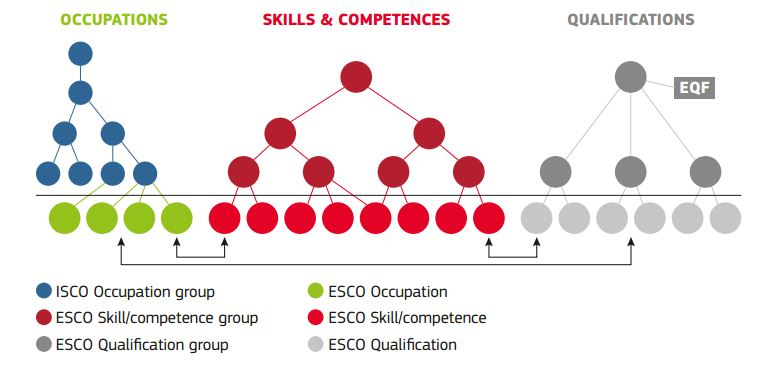 OCCUPATIONS
SKILLS & COMPETENCES
QUALIFICATIONS
EQF
ISCO Occupation group
ESCO Occupation
ESCO Skill/competence group
ESCO Skill/competence
ESCO Qualification group
ESCO Qualification